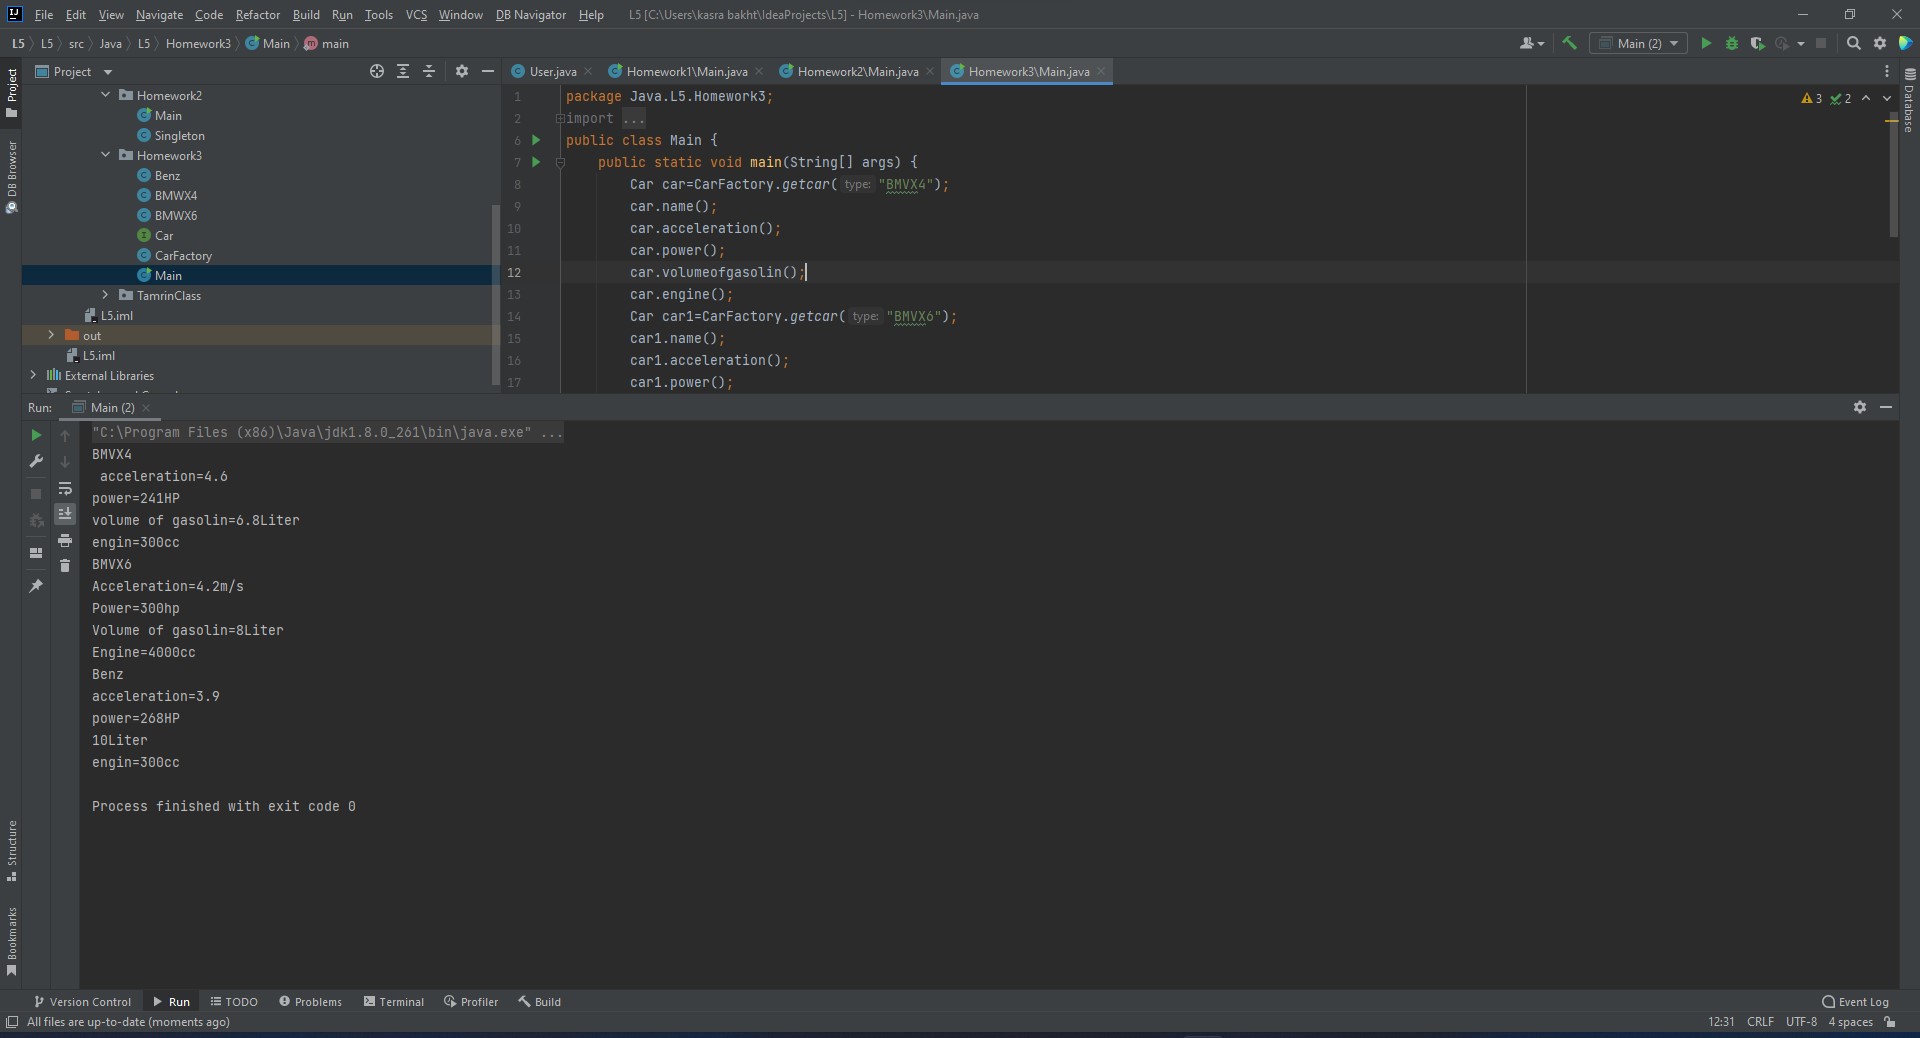 File Edit View Navigate Code Refactor Build Run Tools VCS Window DB Navigator Help L5 [C:\Users\kasra bakht\IdeaProjects\L5] - Homework3\Main.java
L5 L5 src Java L5 Homework3 Main main
Main (2)
Project
Project
DB Browser
Structure
Bookmarks
Database
Homework2
Main
Singleton
Homework3
Benz
BMWX4
BMWX6
Car
CarFactory
Main
TamrinClass
L5.iml
out
L5.iml
External Libraries
User.java Homework1\Main.java Homework2\Main.java Homework3\Main.java
3 2
1 package Java.L5.Homework3;
2 import ...
6 public class Main {
7 public static void main(String[] args) {
8 Car car=CarFactory.getcar( type: "BMVX4");
9 car.name();
10 car.acceleration();
11 car.power();
12 car.volumeofgasolin();
13 car.engine();
14 Car car1=CarFactory.getcar( type: "BMVX6");
15 car1.name();
16 car1.acceleration();
17 car1.power();
Run: Main (2)
"C:\Program Files (x86)\Java\jdk1.8.0_261\bin\java.exe" ...
BMVX4
acceleration=4.6
power=241HP
volume of gasolin=6.8Liter
engin=300cc
BMVX6
Acceleration=4.2m/s
Power=300hp
Volume of gasolin=8Liter
Engine=4000cc
Benz
acceleration=3.9
power=268HP
10Liter
engin=300cc
Process finished with exit code 0
Version Control Run TODO Problems Terminal Profiler Build Event Log
All files are up-to-date (moments ago) 12:31 CRLF UTF-8 4 spaces